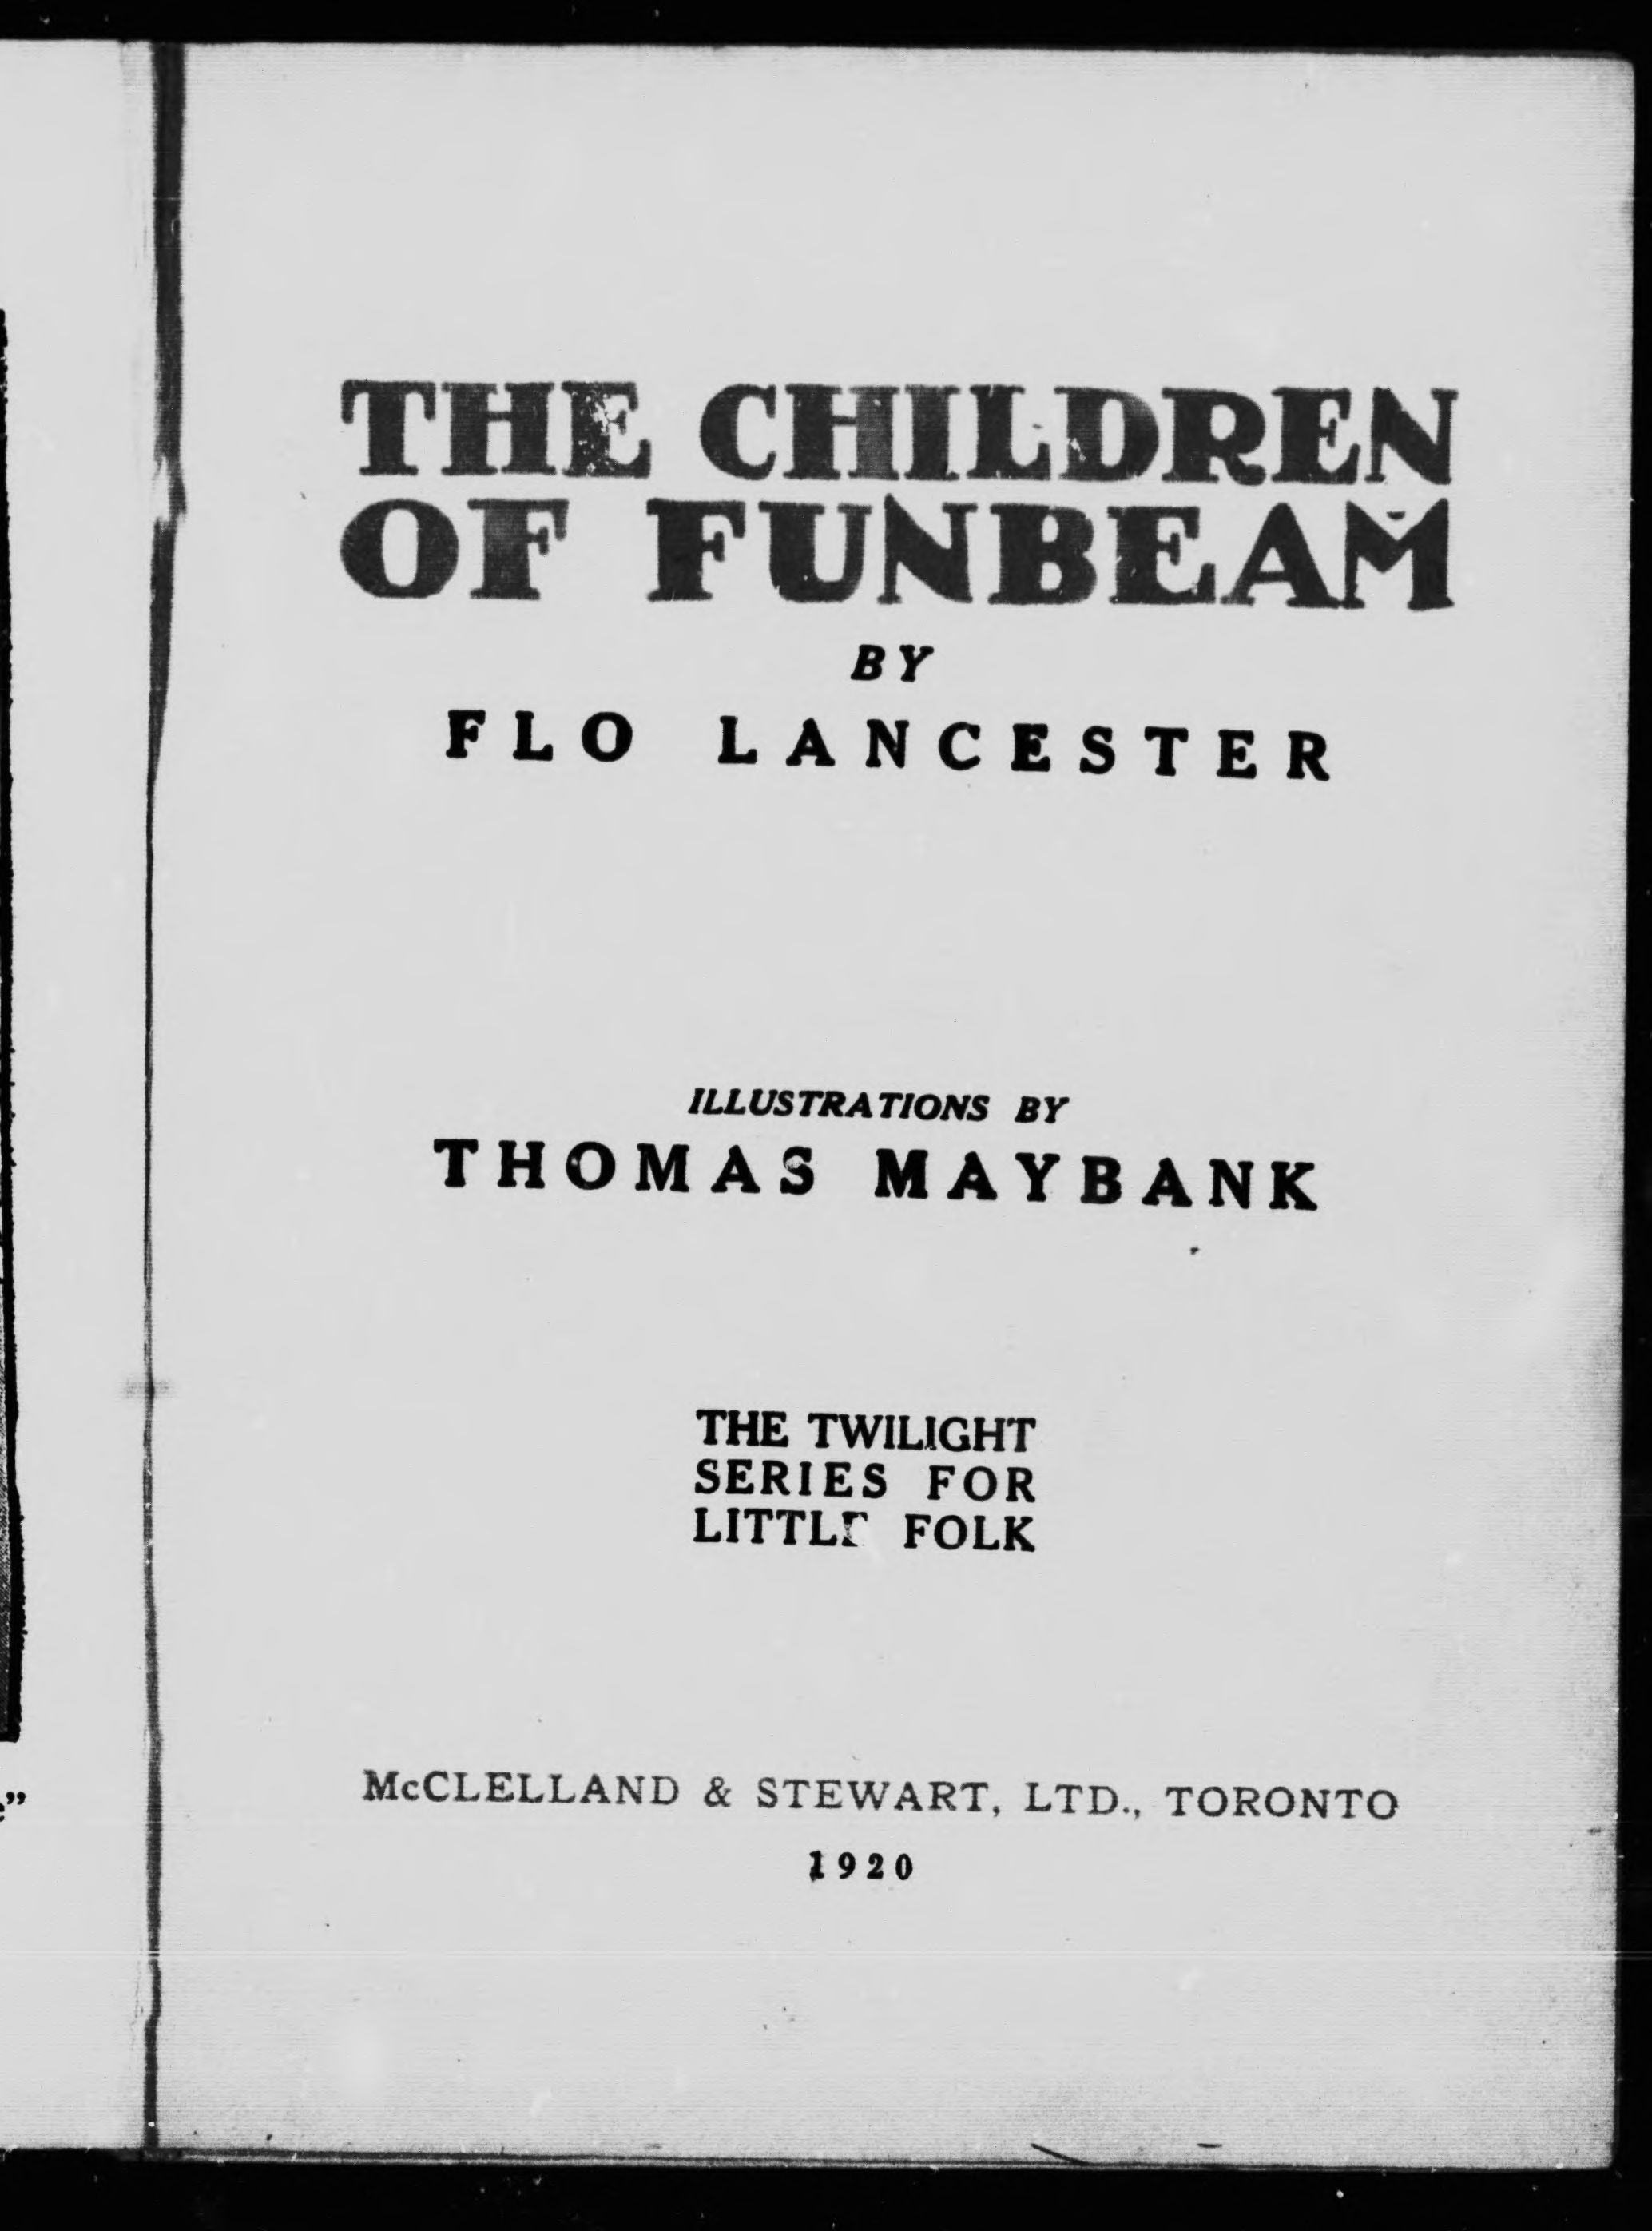 THE CHILDREN
OF FUNBEAM
BY
FLO LANCESTER
ILLUSTRATIONS BY
THOMAS MAYBANK
THE TWILIGHT
SERIES FOR
LITTLE FOLK
McCLELLAND & STEWART, LTD., TORONTO
1920